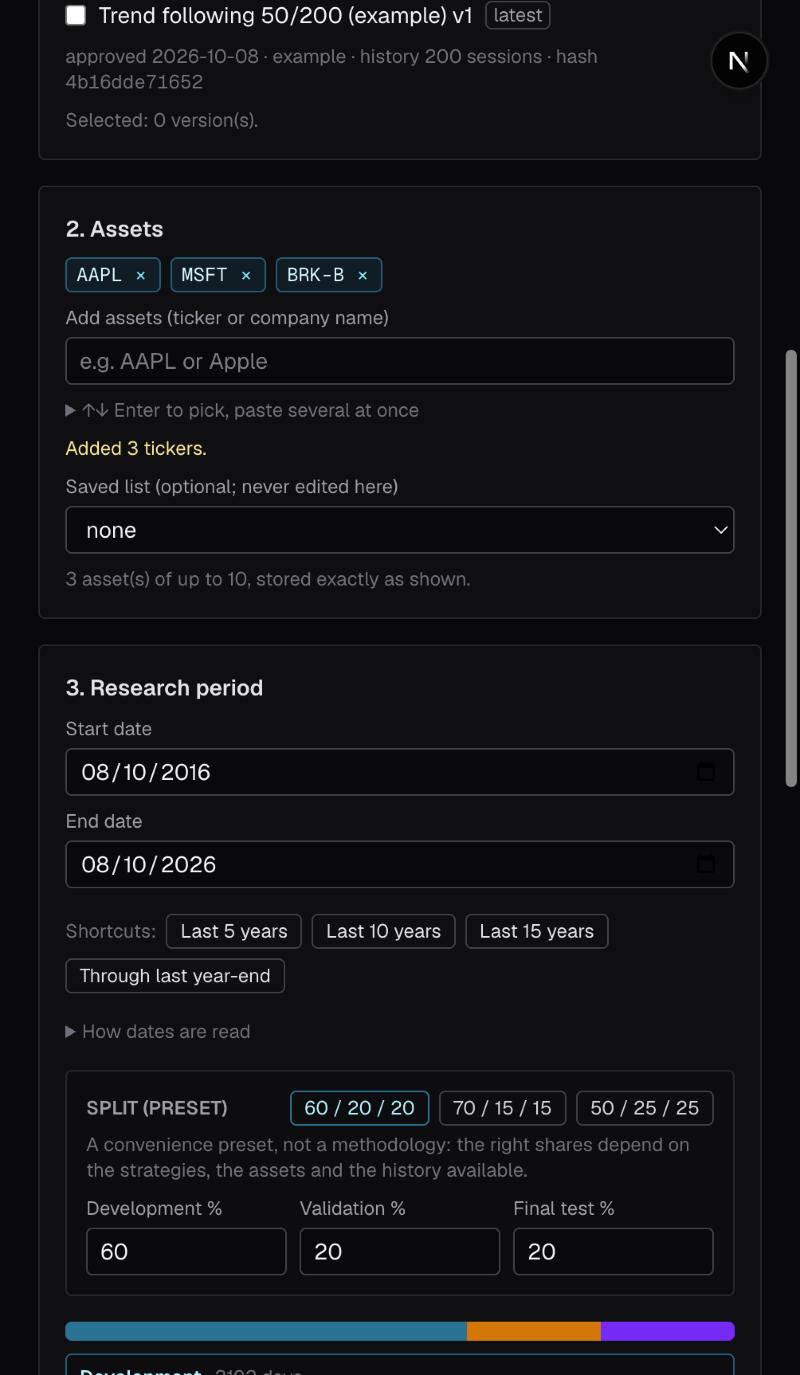 Trend following 50/200 (example) v1 latest
approved 2026-10-08 · example · history 200 sessions · hash
4b16dde71652
N
Selected: 0 version(s).
2. Assets
AAPL × MSFT × BRK-B ×
Add assets (ticker or company name)
e.g. AAPL or Apple
▶ ↑↓ Enter to pick, paste several at once
Added 3 tickers.
Saved list (optional; never edited here)
none
3 asset(s) of up to 10, stored exactly as shown.
3. Research period
Start date
08/10/2016
End date
08/10/2026
Shortcuts: Last 5 years Last 10 years Last 15 years
Through last year-end
▶ How dates are read
SPLIT (PRESET) 60 / 20 / 20 70 / 15 / 15 50 / 25 / 25
A convenience preset, not a methodology: the right shares depend on
the strategies, the assets and the history available.
Development % Validation % Final test %
60 20 20
Development